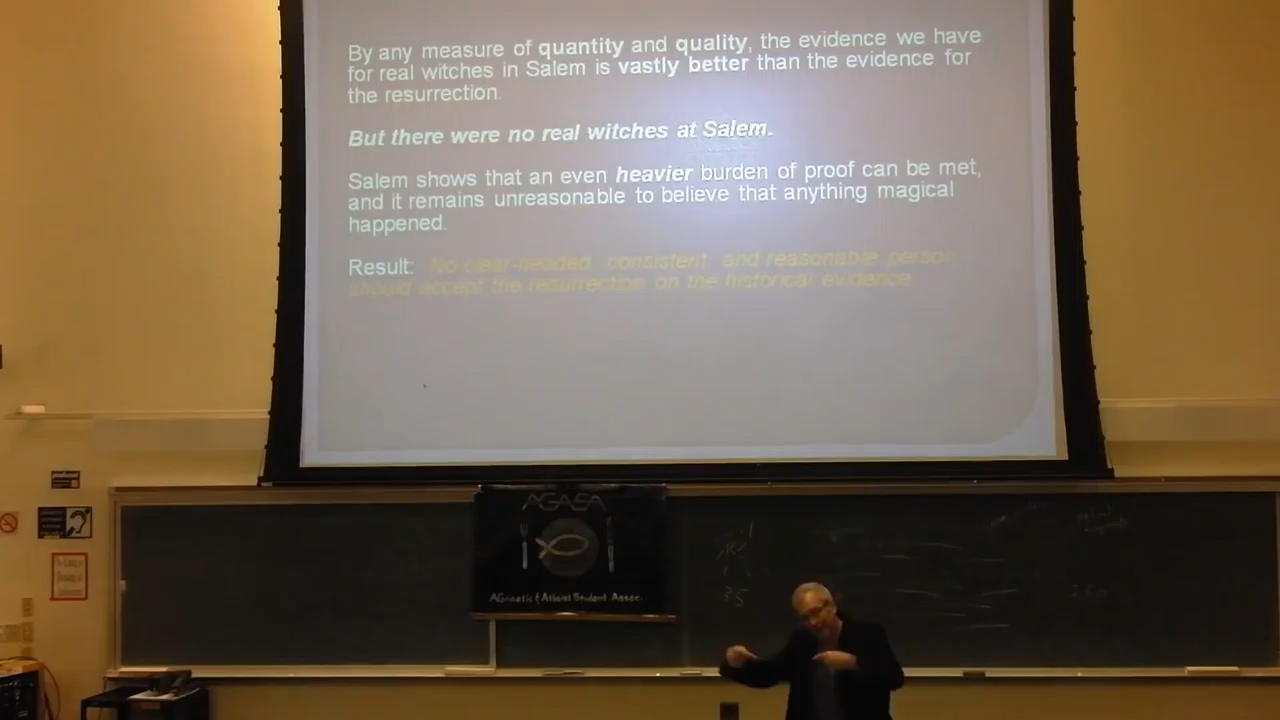 By any measure of quantity and quality, the evidence we have
for real witches in Salem is vastly better than the evidence for
the resurrection.
But there were no real witches at Salem.
Salem shows that an even heavier burden of proof can be met,
and it remains unreasonable to believe that anything magical
happened.
Result: No clear-headed, consistent, and reasonable person
should accept the resurrection on the historical evidence
AGASA
AGnostic & Atheist Student Assoc.
35